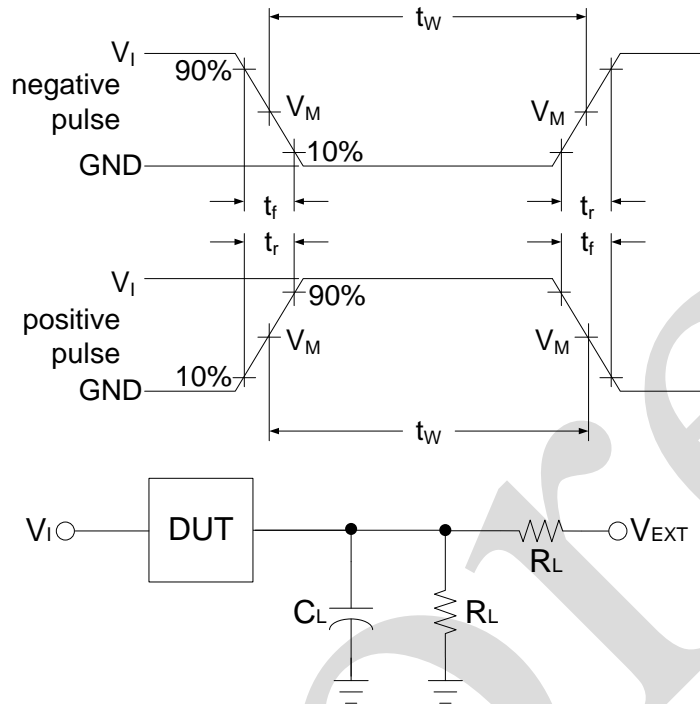 tW
VI
90%
negative
pulse
VM
VM
10%
GND
tf
tr
tr
tf
VI
90%
positive
pulse
VM
VM
10%
GND
tW
VI
DUT
VEXT
RL
CL
RL